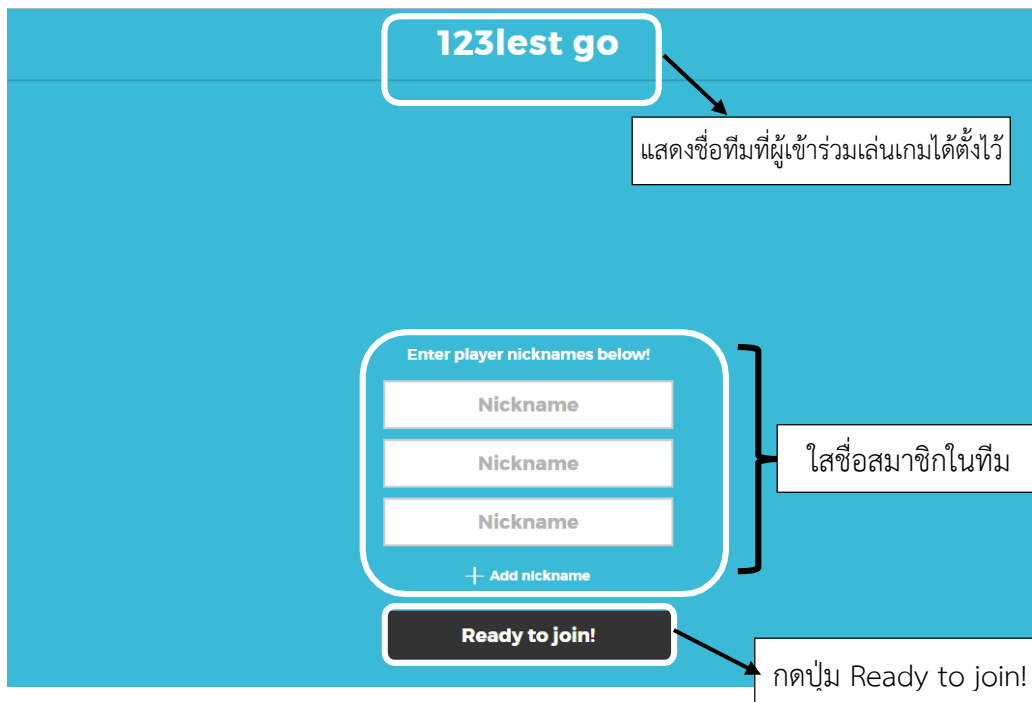 123lest go
แสดงชื่อทีมที่ผู้เข้าร่วมเล่นเกมได้ตั้งไว้
Enter player nicknames below!
Nickname
Nickname
ใสชื่อสมาชิกในทีม
Nickname
Add nickname
Ready to join!
กดปุ่ม Ready to join!